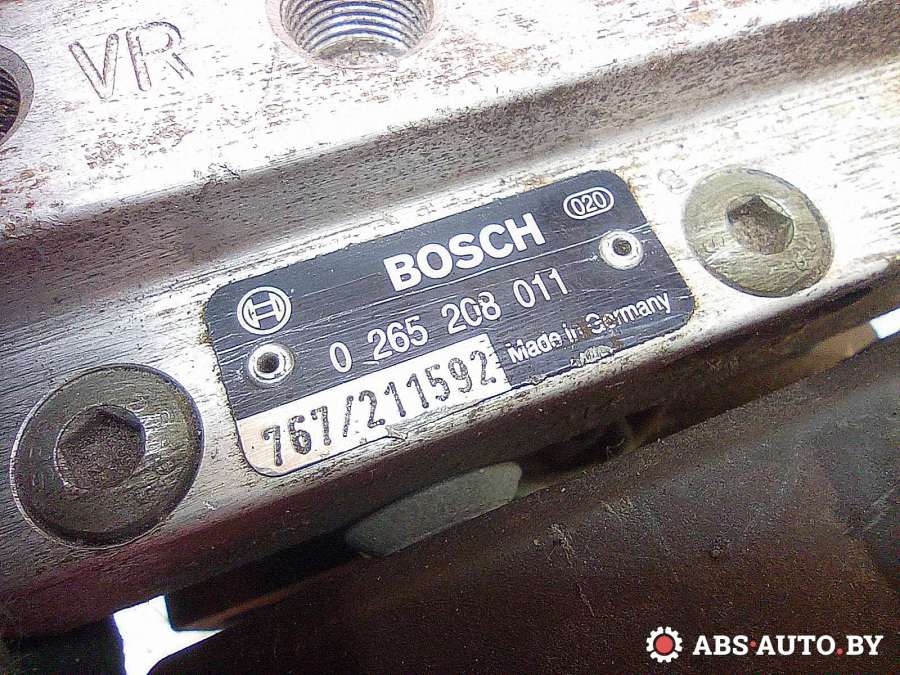 VR
BOSCH
020
0 265 208 011
Made in Germany
767/211592
ABS-AUTO.BY